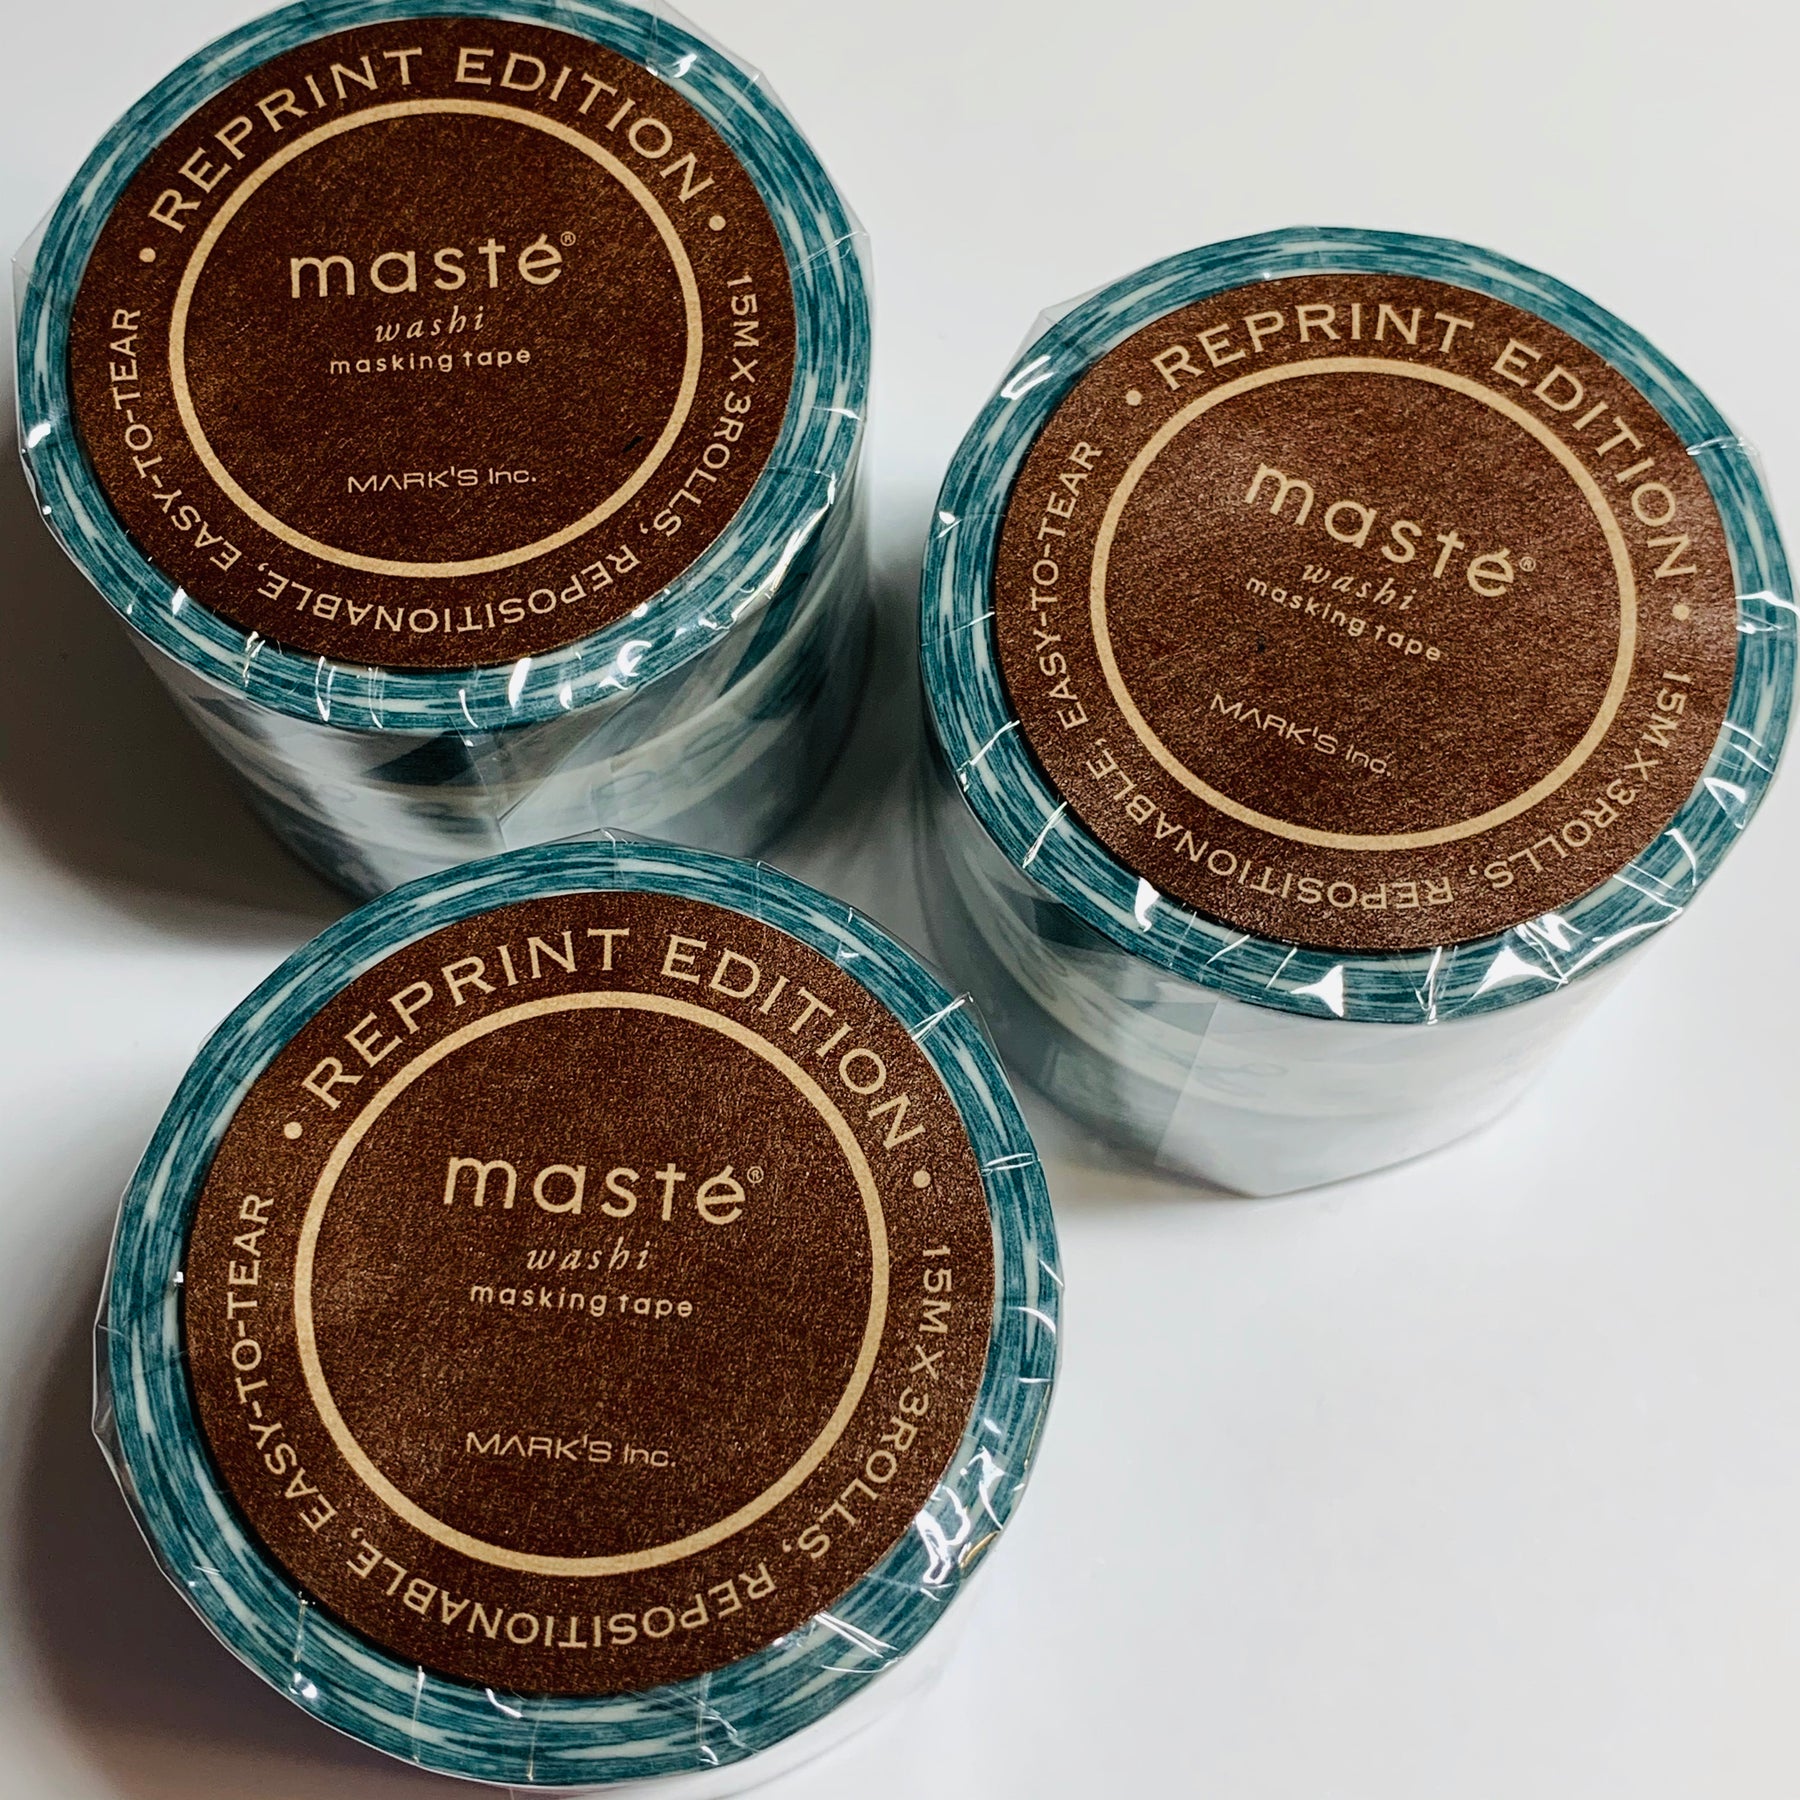 REPRINT EDITION
maste®
washi
masking tape
MARK'S Inc.
15M X 3ROLLS, REPOSITIONABLE, EASY-TO-TEAR
REPRINT EDITION
masté®
washi
masking tape
MARK'S Inc.
15M X 3ROLLS, REPOSITIONABLE, EASY-TO-TEAR
REPRINT EDITION
masté®
washi
masking tape
MARK'S Inc.
15M X 3ROLLS, REPOSITIONABLE, EASY-TO-TEAR